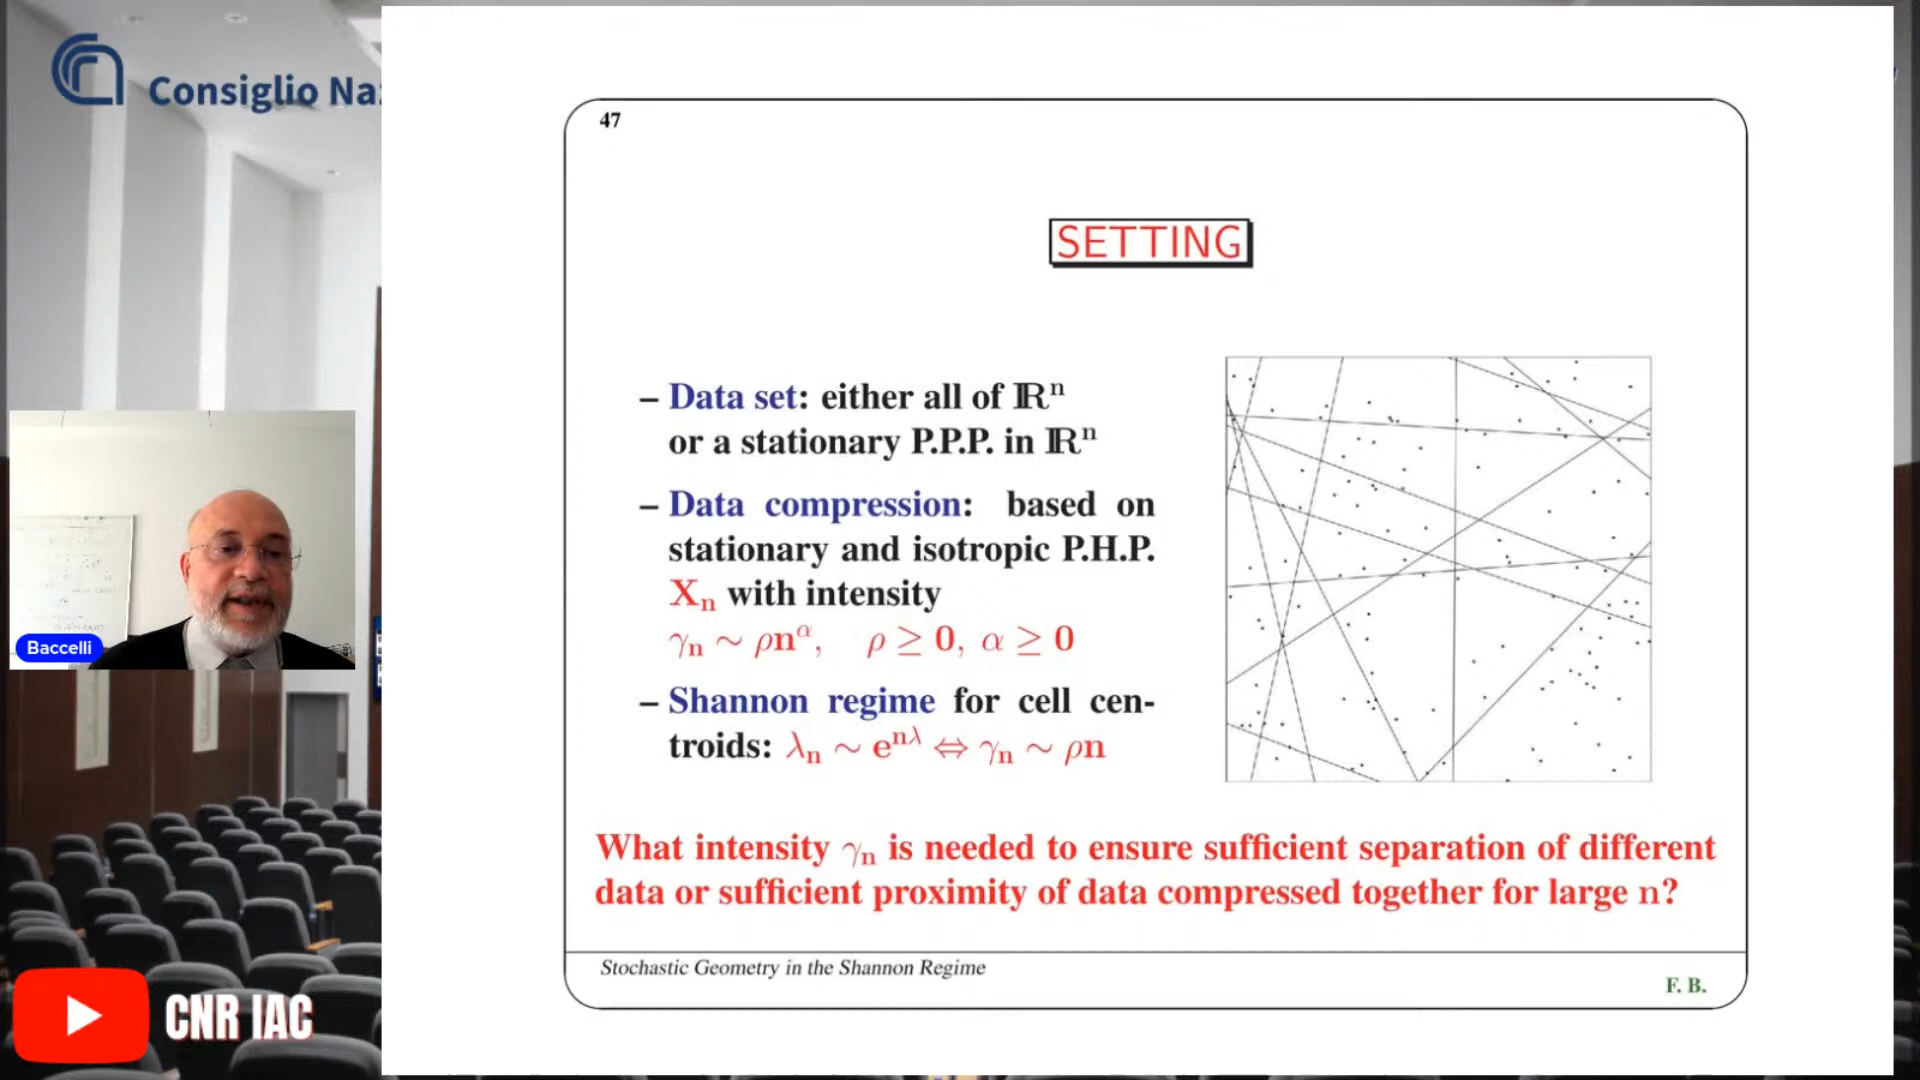 Consiglio Na
47
SETTING
– Data set: either all of ℝⁿ
or a stationary P.P.P. in ℝⁿ
– Data compression: based on
stationary and isotropic P.H.P.
Xₙ with intensity
γₙ ∼ ρn^α, ρ ≥ 0, α ≥ 0
– Shannon regime for cell cen-
troids: λₙ ∼ e^{nλ} ⇔ γₙ ∼ ρn
What intensity γₙ is needed to ensure sufficient separation of different
data or sufficient proximity of data compressed together for large n?
Stochastic Geometry in the Shannon Regime
F. B.
Baccelli
CNR IAC